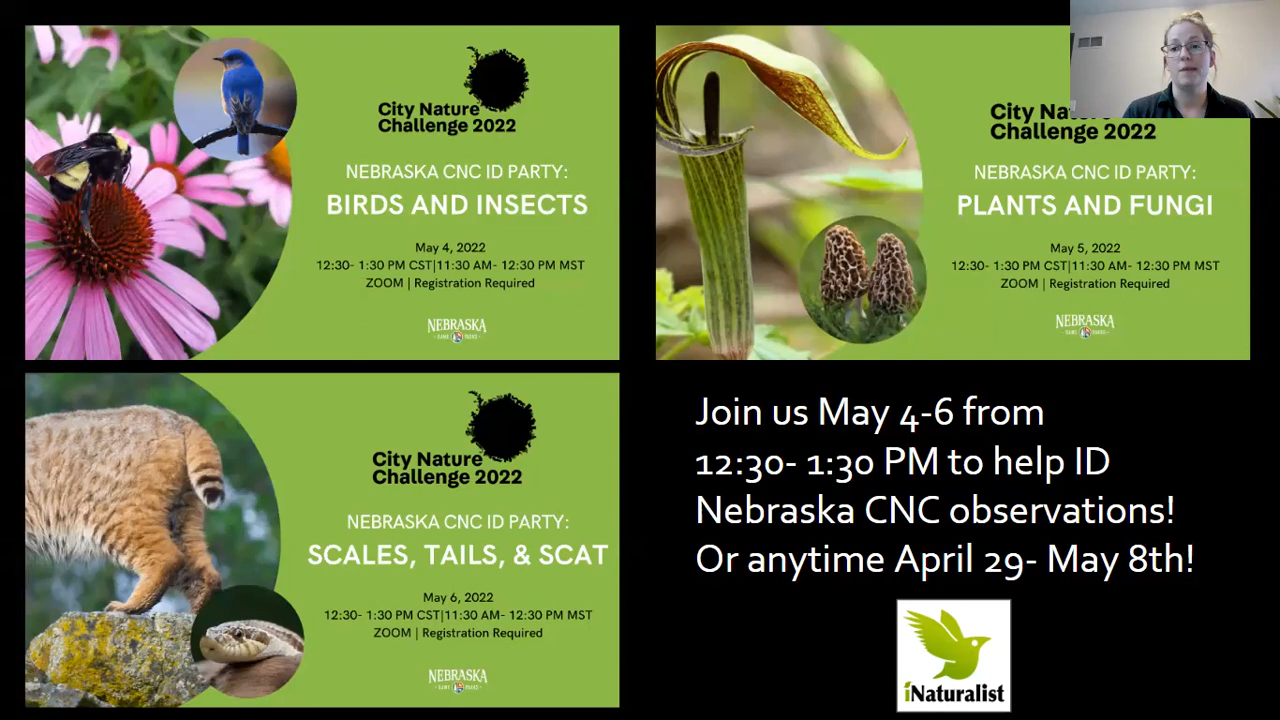 City Nature
Challenge 2022
NEBRASKA CNC ID PARTY:
BIRDS AND INSECTS
May 4, 2022
12:30- 1:30 PM CST|11:30 AM- 12:30 PM MST
ZOOM | Registration Required
NEBRASKA
City Na
Challenge 2022
NEBRASKA CNC ID PARTY:
PLANTS AND FUNGI
May 5, 2022
12:30- 1:30 PM CST|11:30 AM- 12:30 PM MST
ZOOM | Registration Required
NEBRASKA
City Nature
Challenge 2022
NEBRASKA CNC ID PARTY:
SCALES, TAILS, & SCAT
May 6, 2022
12:30- 1:30 PM CST|11:30 AM- 12:30 PM MST
ZOOM | Registration Required
NEBRASKA
Join us May 4-6 from
12:30- 1:30 PM to help ID
Nebraska CNC observations!
Or anytime April 29- May 8th!
iNaturalist